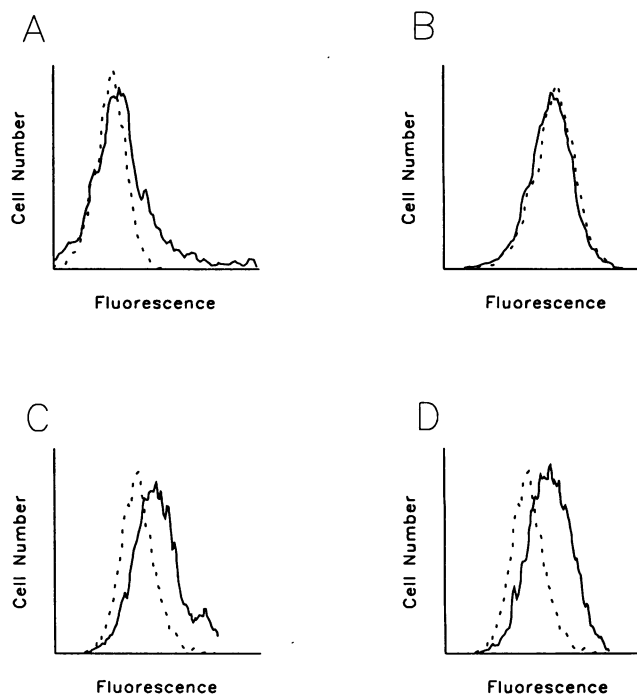 A
Cell Number
Fluorescence
B
Cell Number
Fluorescence
C
Cell Number
Fluorescence
D
Cell Number
Fluorescence